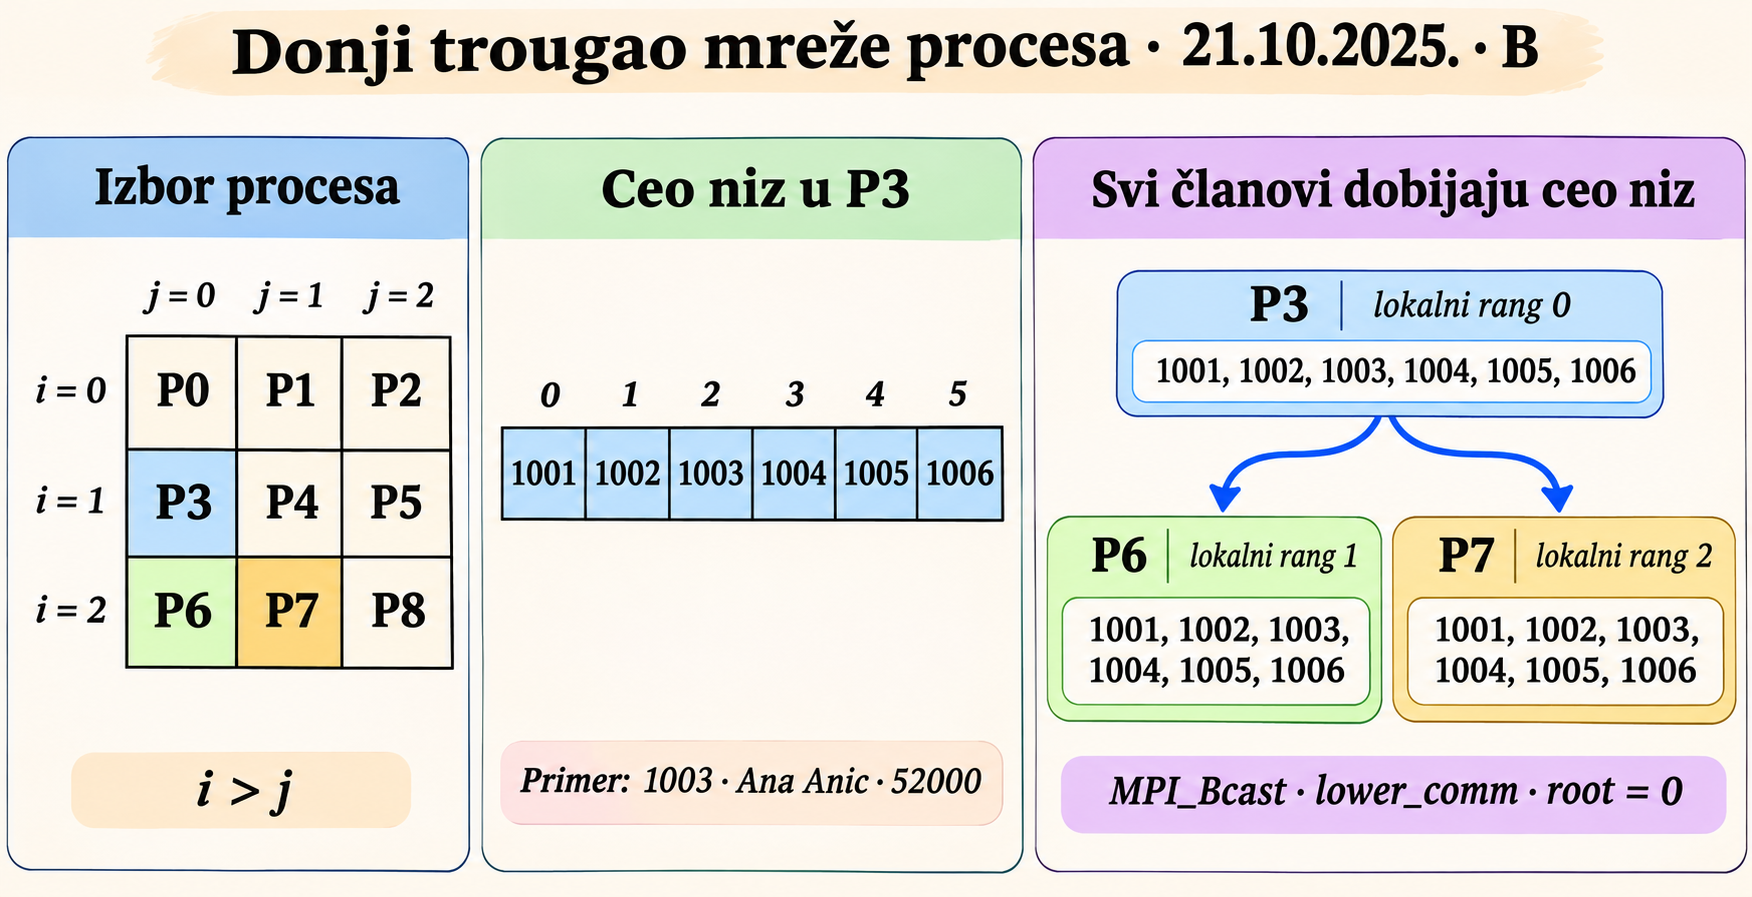 Donji trougao mreže procesa · 21.10.2025. · B
Izbor procesa
j = 0 j = 1 j = 2
i = 0 P0 P1 P2
i = 1 P3 P4 P5
i = 2 P6 P7 P8
i > j
Ceo niz u P3
0 1 2 3 4 5
1001 1002 1003 1004 1005 1006
Primer: 1003 · Ana Anic · 52000
Svi članovi dobijaju ceo niz
P3 lokalni rang 0
1001, 1002, 1003, 1004, 1005, 1006
P6 lokalni rang 1
1001, 1002, 1003,
1004, 1005, 1006
P7 lokalni rang 2
1001, 1002, 1003,
1004, 1005, 1006
MPI_Bcast · lower_comm · root = 0